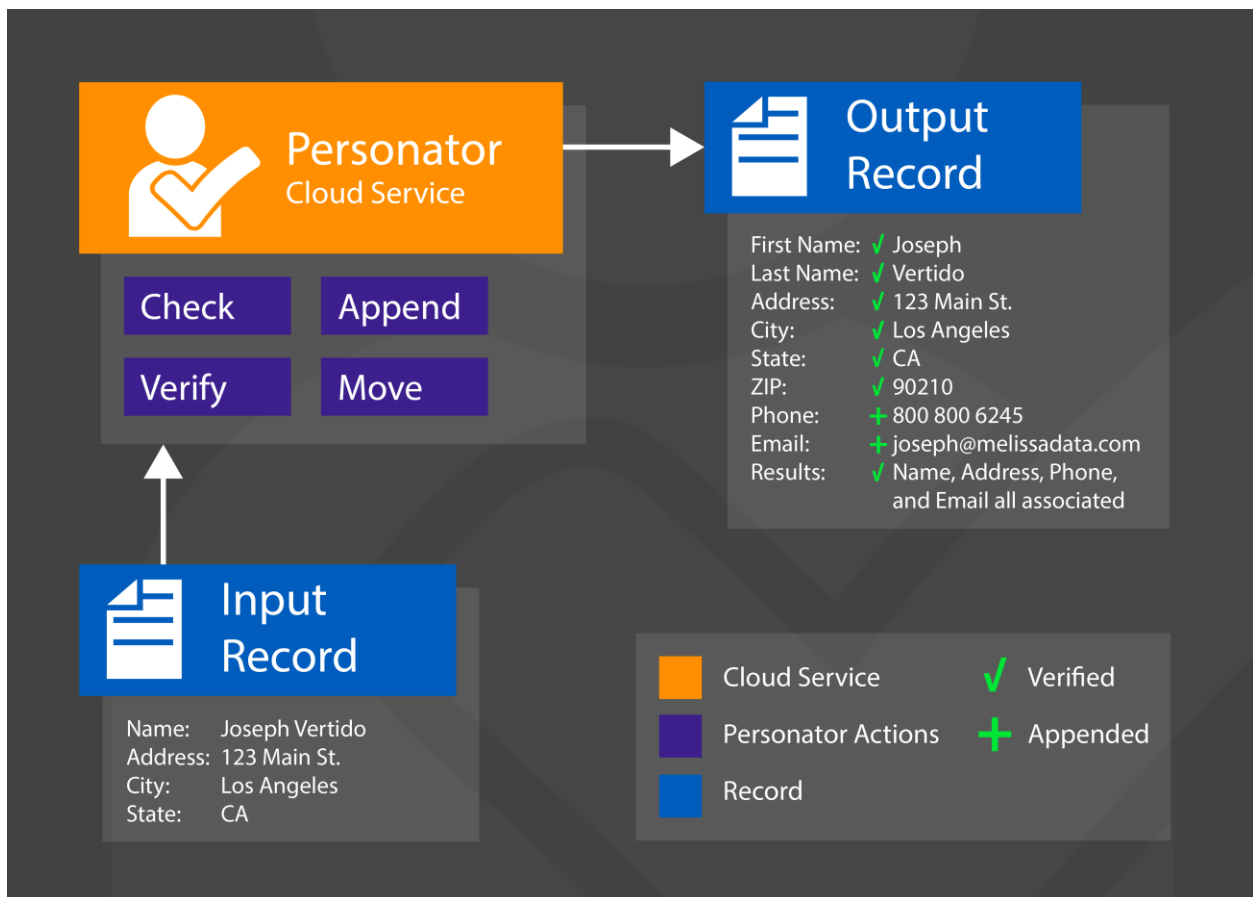 Personator
Cloud Service
Check
Append
Verify
Move
Output
Record
First Name: √ Joseph
Last Name: √ Vertido
Address: √ 123 Main St.
City: √ Los Angeles
State: √ CA
ZIP: √ 90210
Phone: + 800 800 6245
Email: + joseph@melissadata.com
Results: √ Name, Address, Phone,
and Email all associated
Input
Record
Name: Joseph Vertido
Address: 123 Main St.
City: Los Angeles
State: CA
Cloud Service
√ Verified
Personator Actions
+ Appended
Record